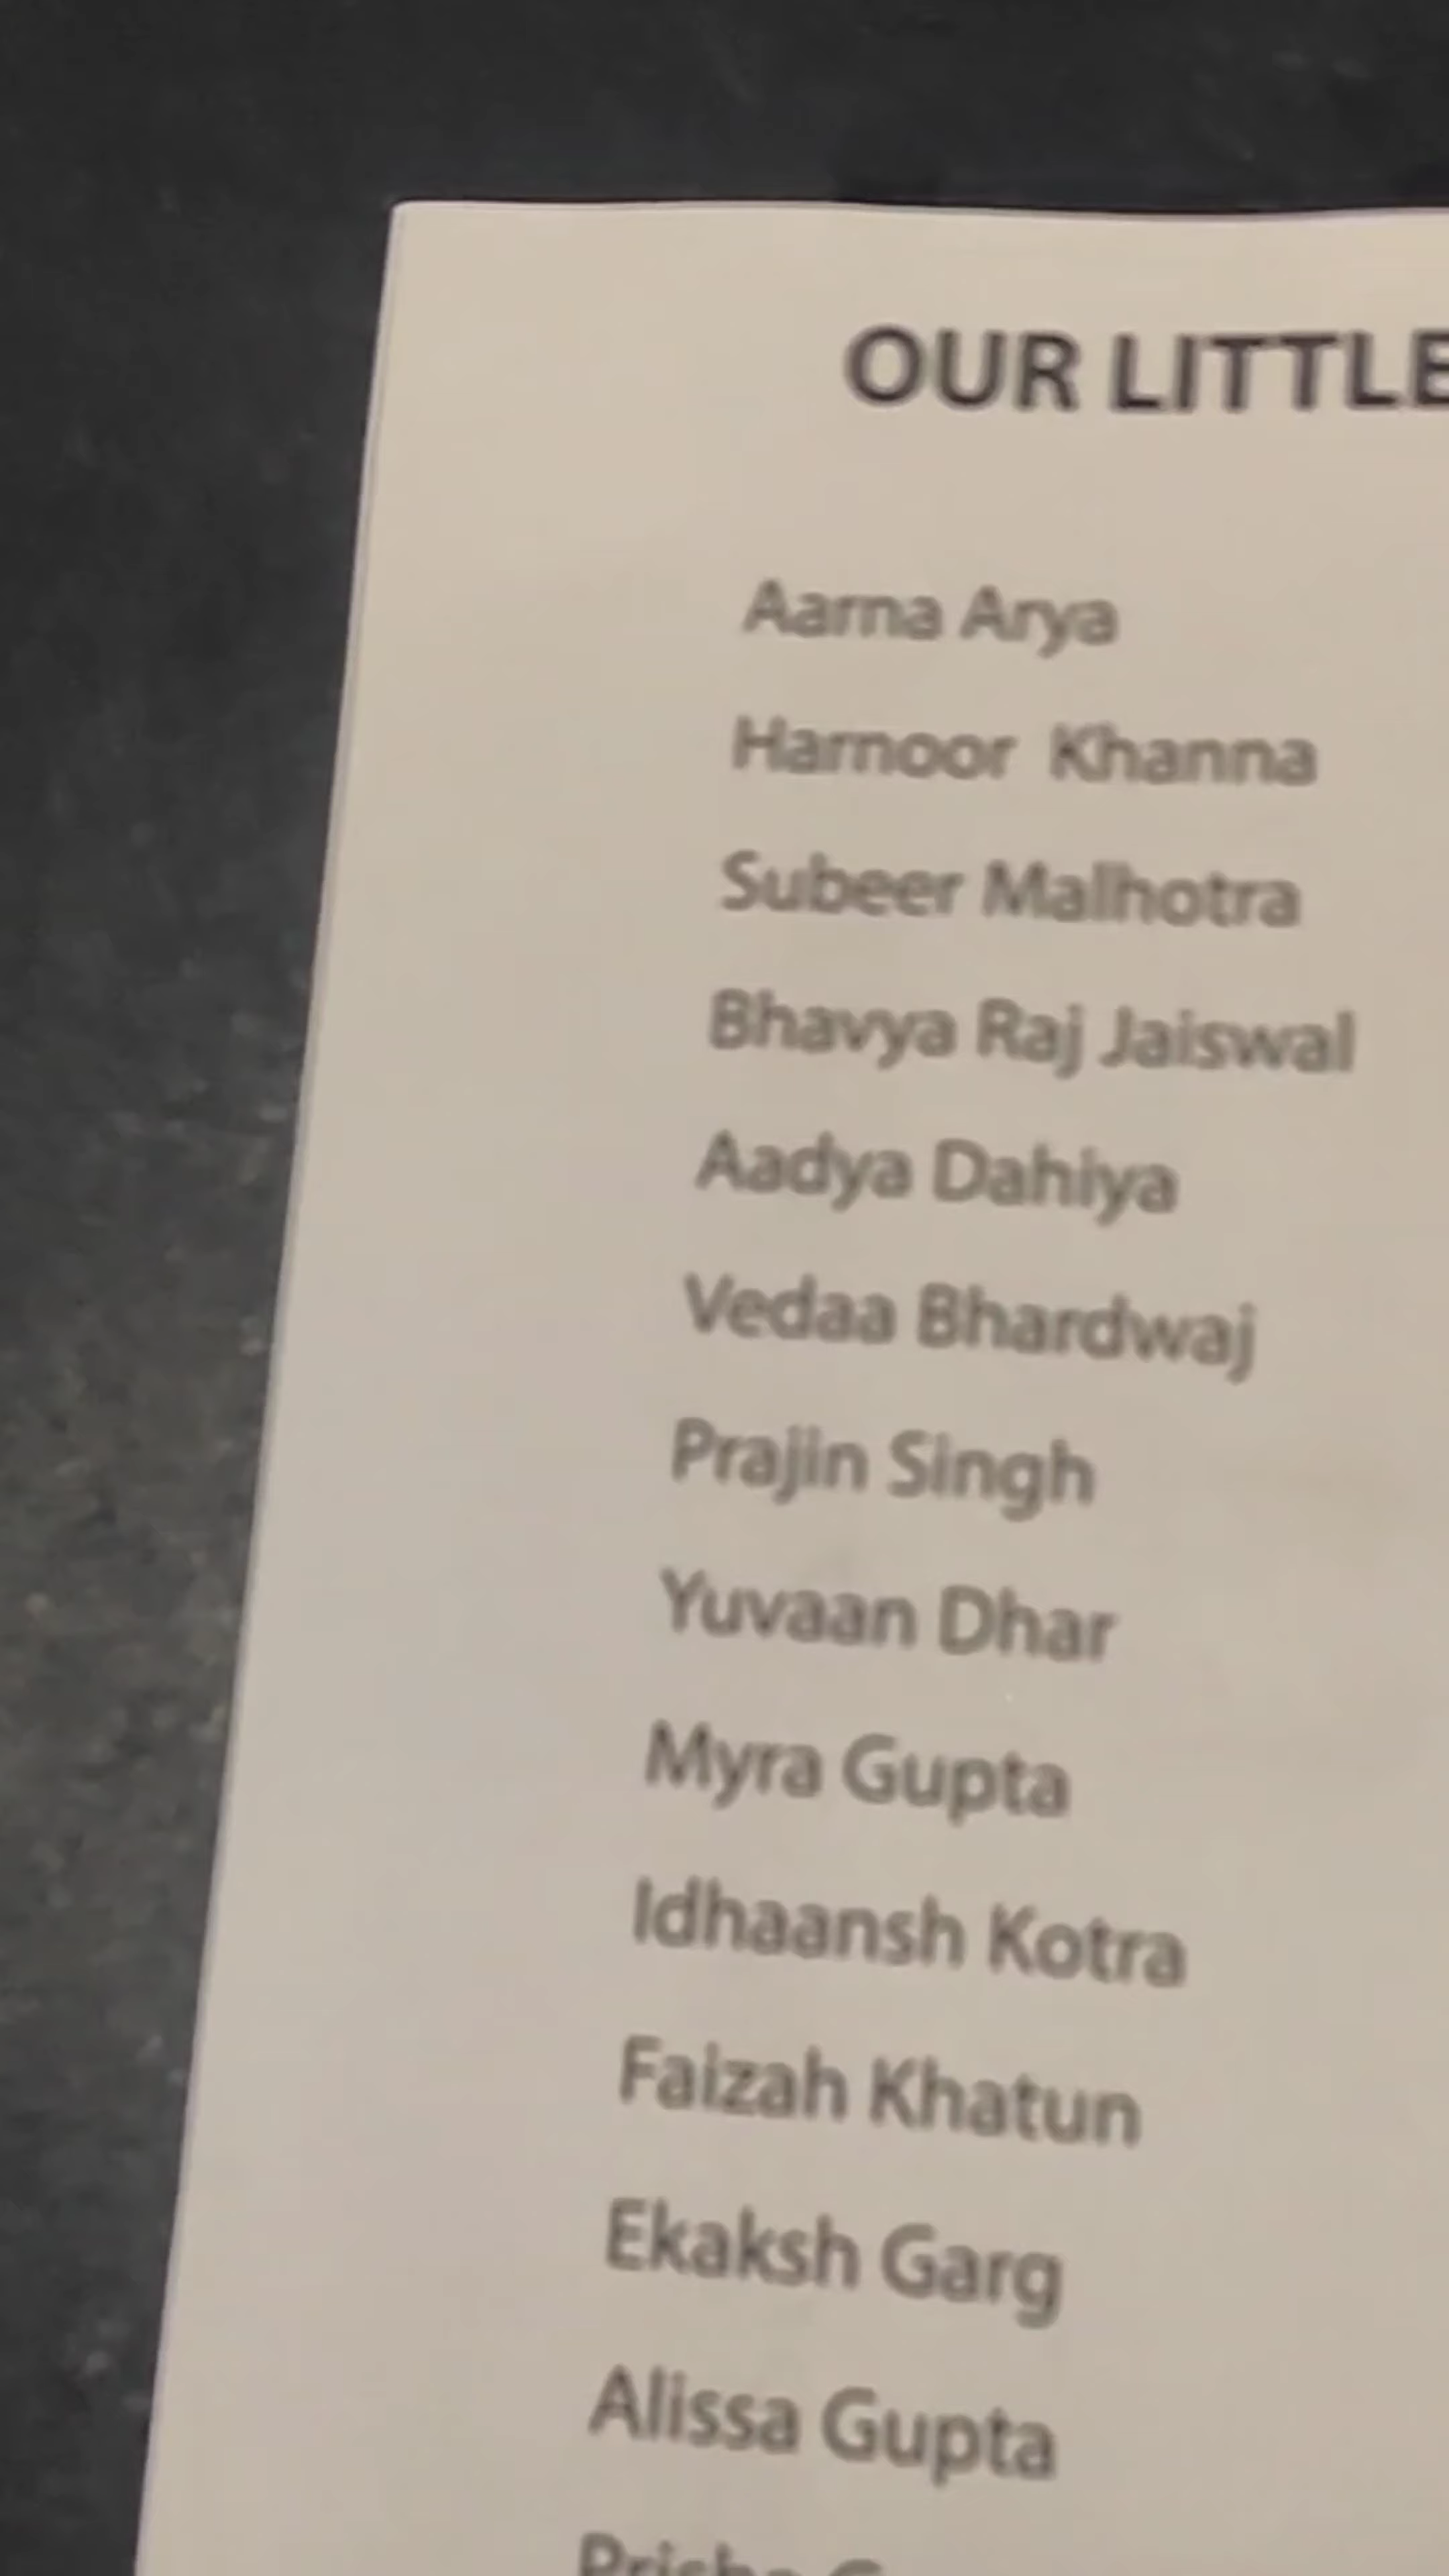 OUR LITTLE
Aarna Arya
Harnoor Khanna
Subeer Malhotra
Bhavya Raj Jaiswal
Aadya Dahiya
Vedaa Bhardwaj
Prajin Singh
Yuvaan Dhar
Myra Gupta
Idhaansh Kotra
Faizah Khatun
Ekaksh Garg
Alissa Gupta